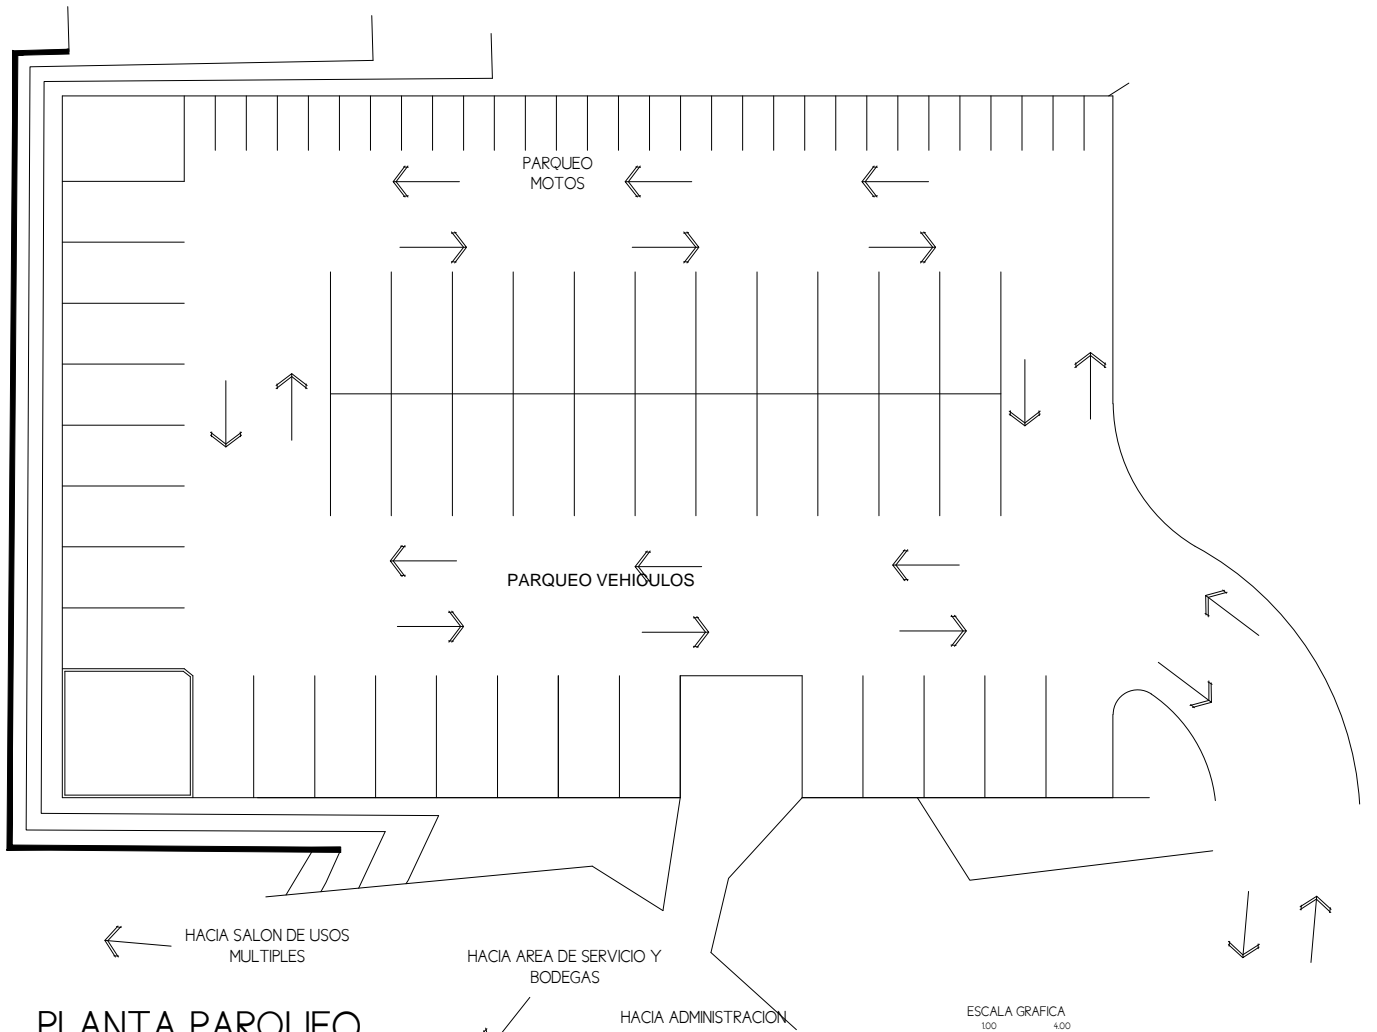 PARQUEO
MOTOS
PARQUEO VEHICULOS
HACIA SALON DE USOS
MULTIPLES
HACIA AREA DE SERVICIO Y
BODEGAS
HACIA ADMINISTRACION
ESCALA GRAFICA
1.00 4.00
PLANTA PARQUEO